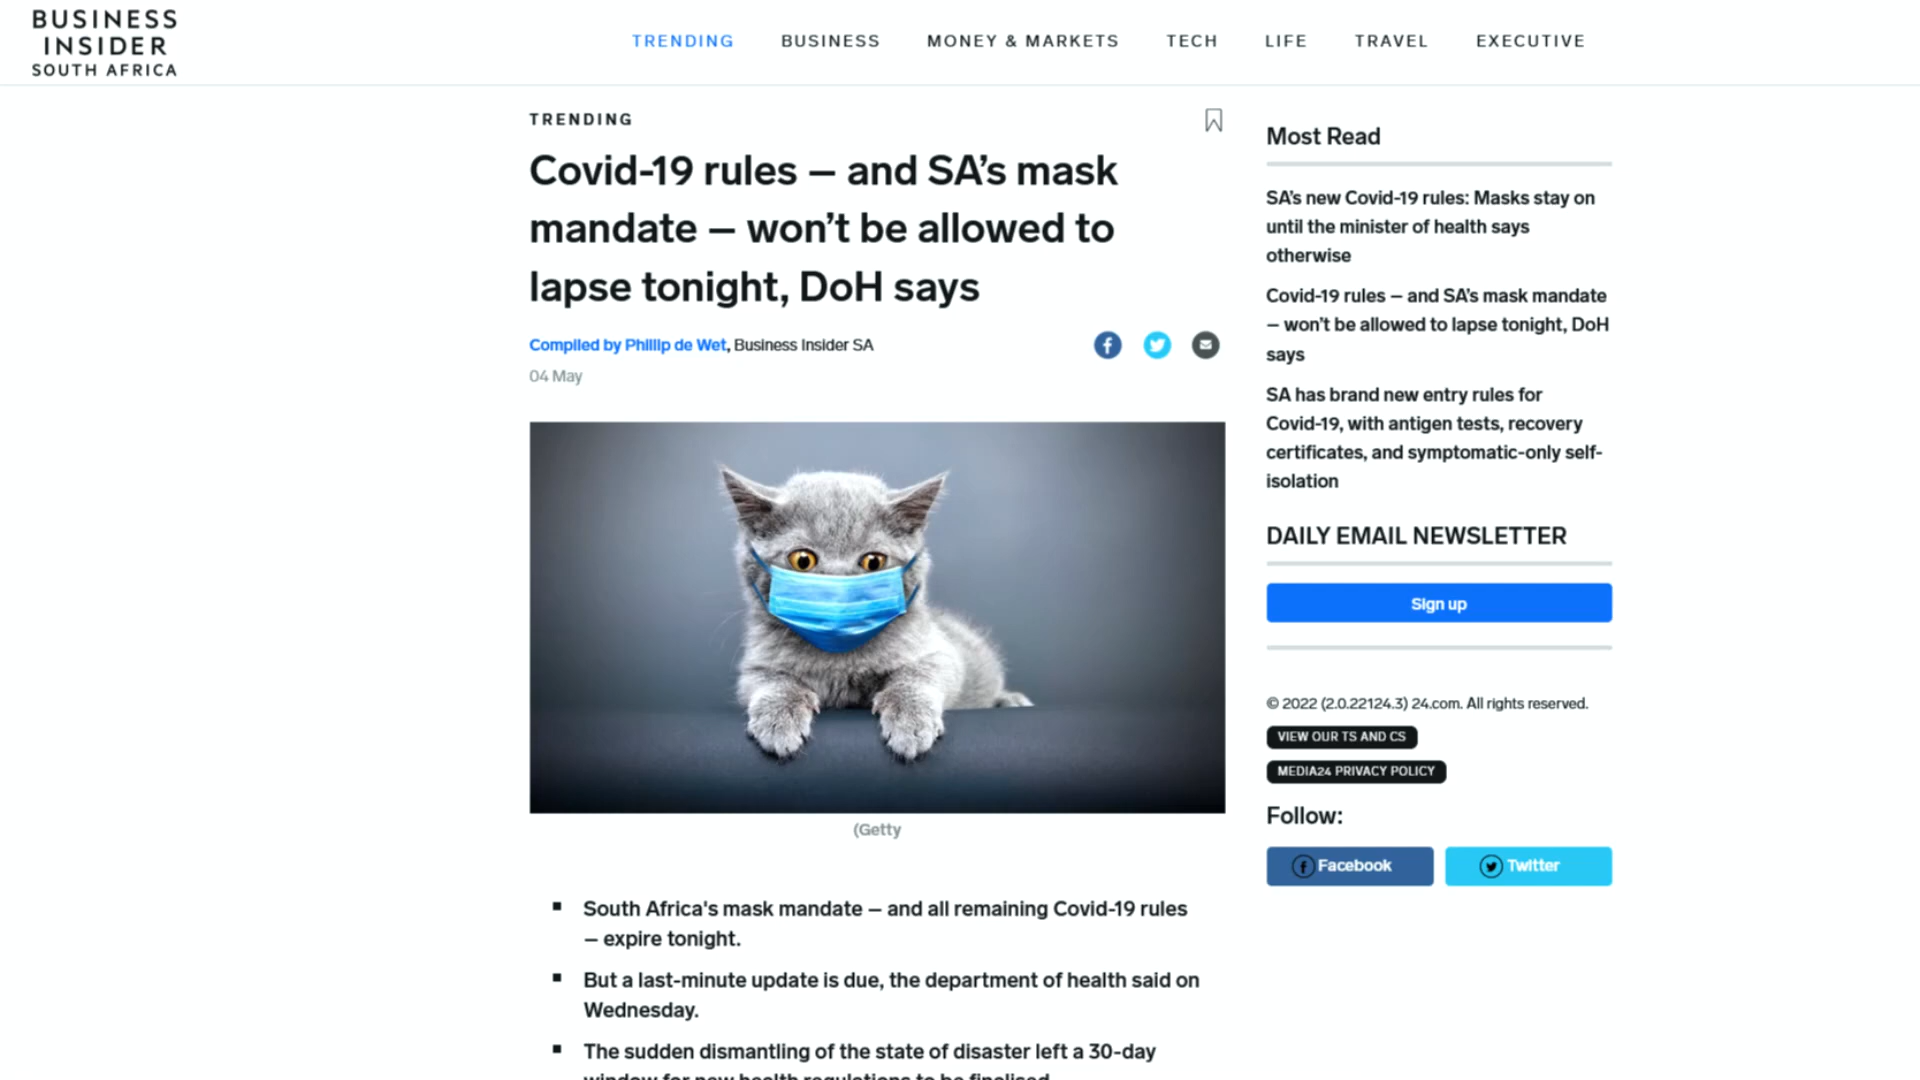 BUSINESS
INSIDER
SOUTH AFRICA
TRENDING BUSINESS MONEY & MARKETS TECH LIFE TRAVEL EXECUTIVE
TRENDING
Covid-19 rules – and SA’s mask
mandate – won’t be allowed to
lapse tonight, DoH says
Compiled by Phillip de Wet, Business Insider SA
04 May
(Getty
▪ South Africa's mask mandate – and all remaining Covid-19 rules
– expire tonight.
▪ But a last-minute update is due, the department of health said on
Wednesday.
▪ The sudden dismantling of the state of disaster left a 30-day
window for new health regulations to be finalised
Most Read
SA’s new Covid-19 rules: Masks stay on
until the minister of health says
otherwise
Covid-19 rules – and SA’s mask mandate
– won’t be allowed to lapse tonight, DoH
says
SA has brand new entry rules for
Covid-19, with antigen tests, recovery
certificates, and symptomatic-only self-
isolation
DAILY EMAIL NEWSLETTER
Sign up
© 2022 (2.0.22124.3) 24.com. All rights reserved.
VIEW OUR TS AND CS
MEDIA24 PRIVACY POLICY
Follow:
Facebook Twitter